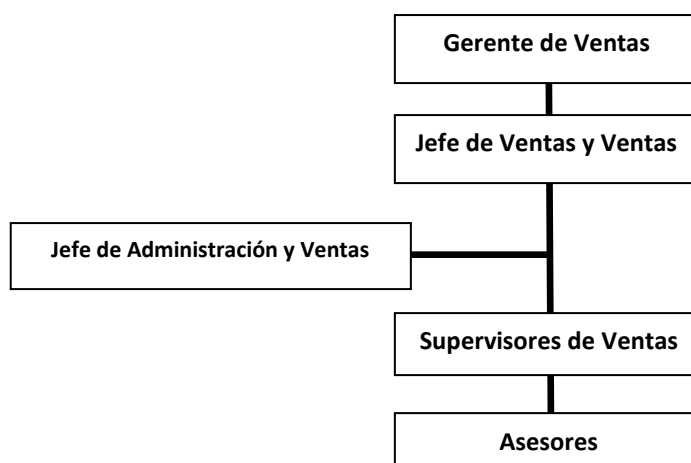 Gerente de Ventas
Jefe de Ventas y Ventas
Jefe de Administración y Ventas
Supervisores de Ventas
Asesores